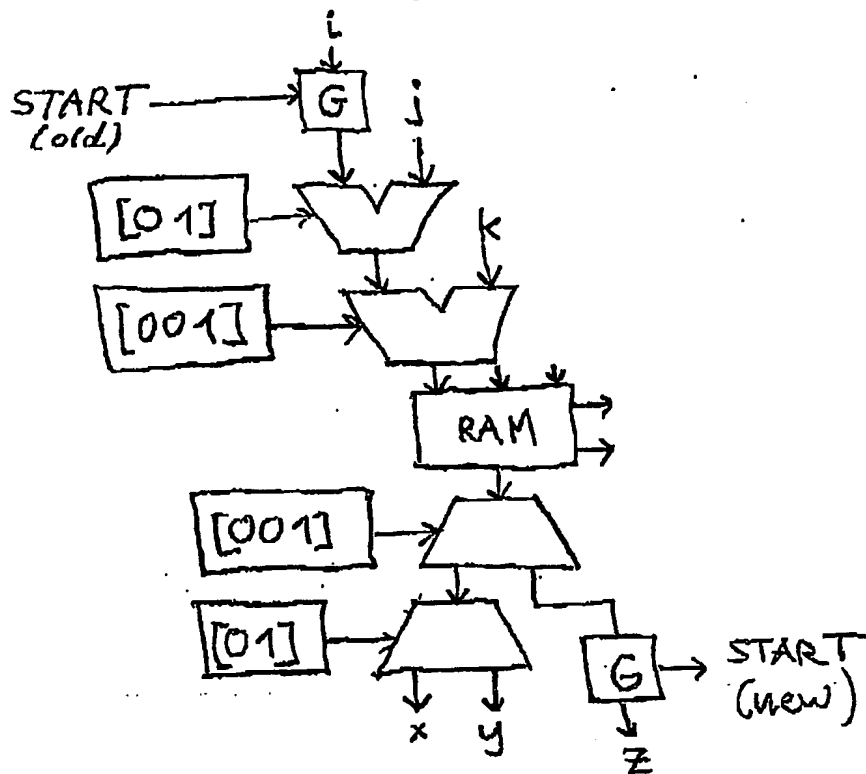 i
START
(old)
G
j
[01]
k
[001]
RAM
[001]
[01]
G
START
(new)
x
y
z